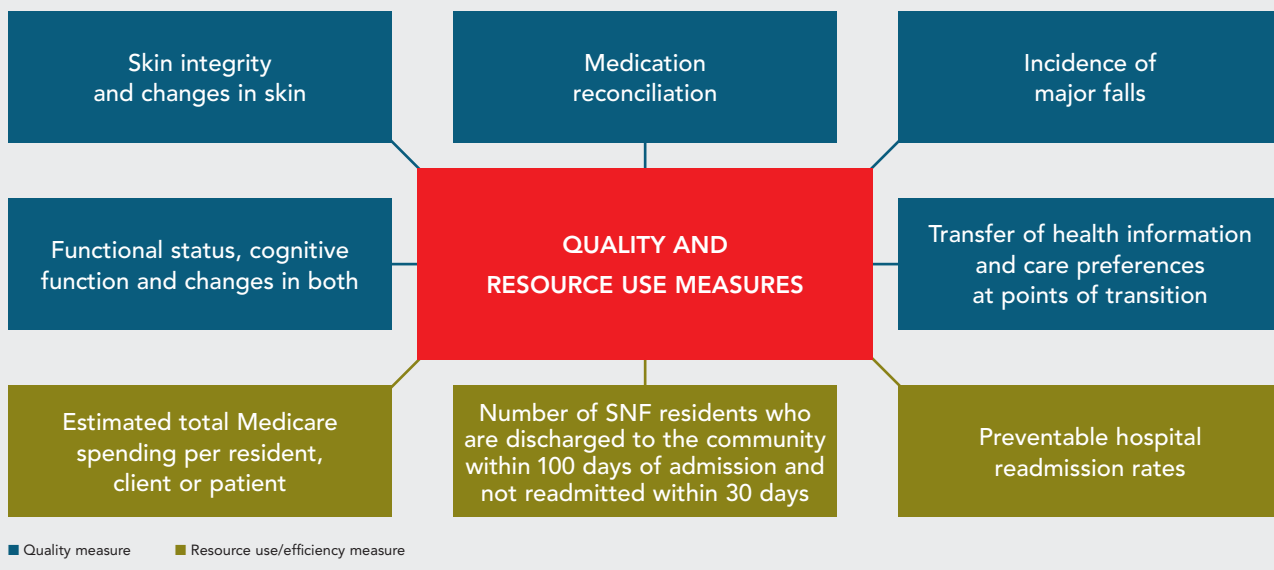 Skin integrity
and changes in skin
Medication
reconciliation
Incidence of
major falls
Functional status, cognitive
function and changes in both
QUALITY AND
RESOURCE USE MEASURES
Transfer of health information
and care preferences
at points of transition
Estimated total Medicare
spending per resident,
client or patient
Number of SNF residents who
are discharged to the community
within 100 days of admission and
not readmitted within 30 days
Preventable hospital
readmission rates
Quality measure
Resource use/efficiency measure